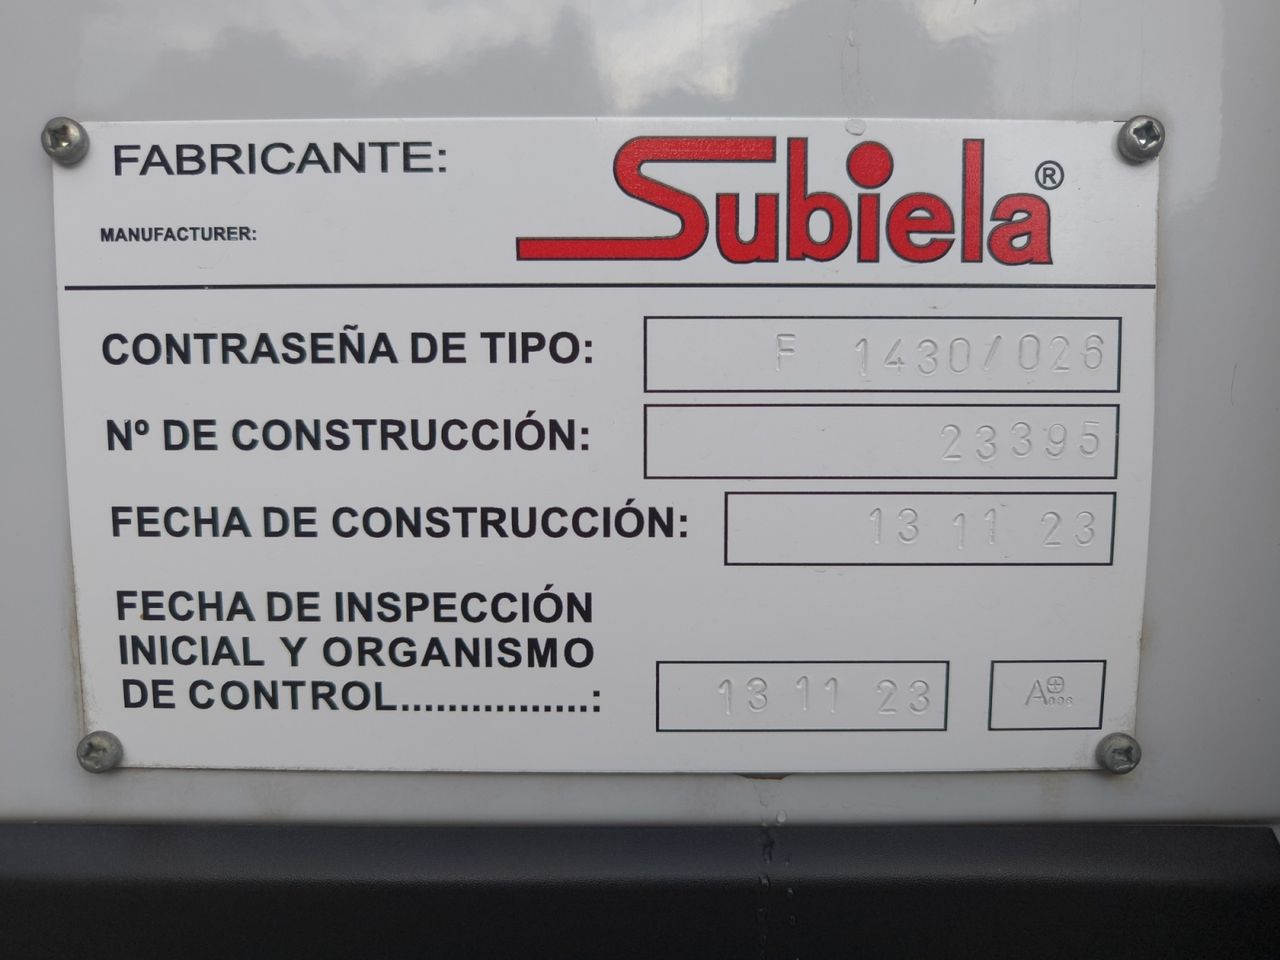 FABRICANTE:
MANUFACTURER:
Subiela®
CONTRASEÑA DE TIPO: F 1430/026
Nº DE CONSTRUCCIÓN: 23395
FECHA DE CONSTRUCCIÓN: 13 11 23
FECHA DE INSPECCIÓN
INICIAL Y ORGANISMO
DE CONTROL................: 13 11 23 A